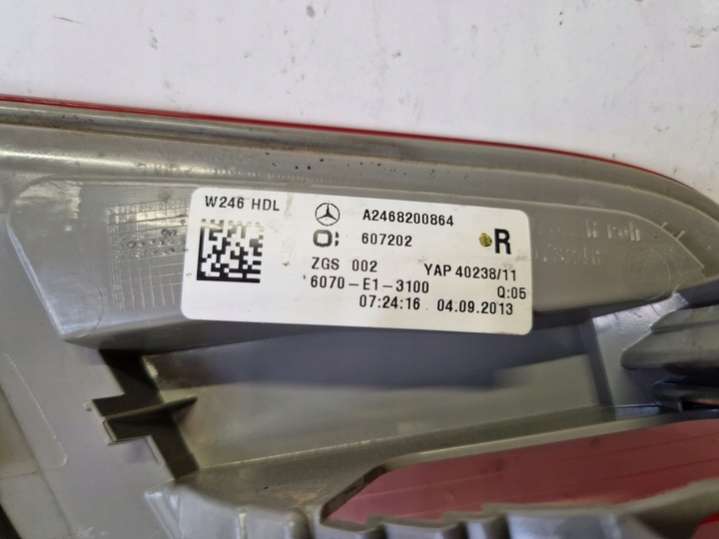 W246 HDL A2468200864
607202 R
ZGS 002 YAP 40238/11
6070-E1-3100 Q:05
07:24:16 04.09.2013